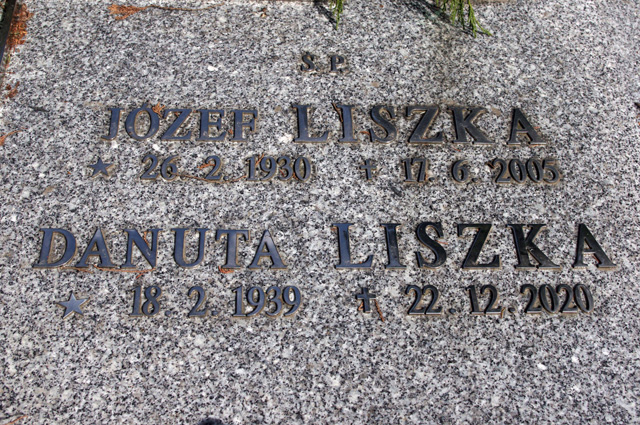 Ś.P.
JÓZEF LISZKA
★ 26.2.1930 ✝ 17.6.2005.
DANUTA LISZKA
★ 18.2.1939 ✝ 22.12.2020